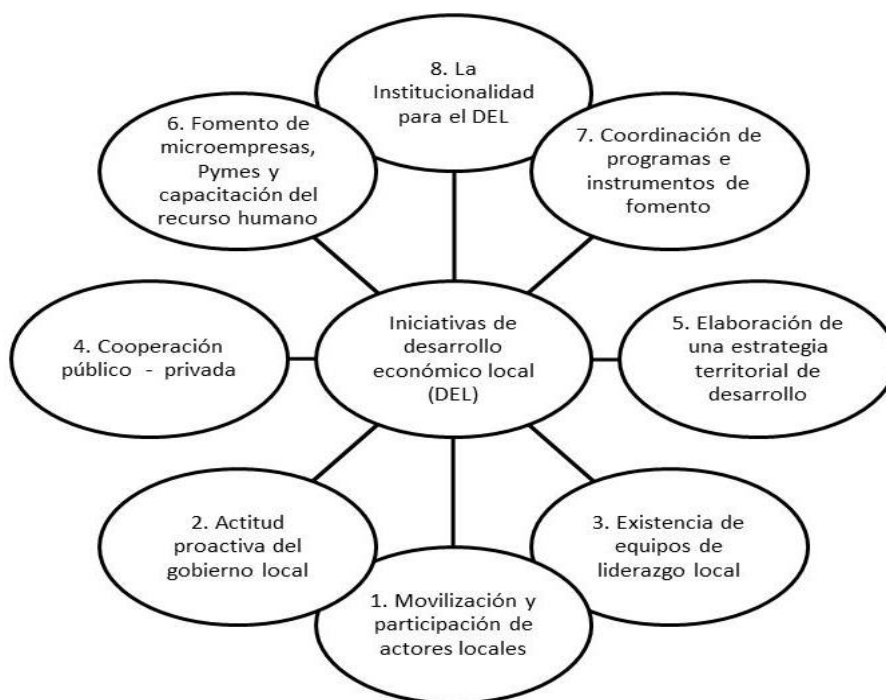 8. La
Institucionalidad
para el DEL
6. Fomento de
microempresas,
Pymes y
capacitación del
recurso humano
7. Coordinación de
programas e
instrumentos de
fomento
4. Cooperación
público - privada
Iniciativas de
desarrollo
económico local
(DEL)
5. Elaboración de
una estrategia
territorial de
desarrollo
2. Actitud
proactiva del
gobierno local
3. Existencia de
equipos de
liderazgo local
1. Movilización y
participación de
actores locales